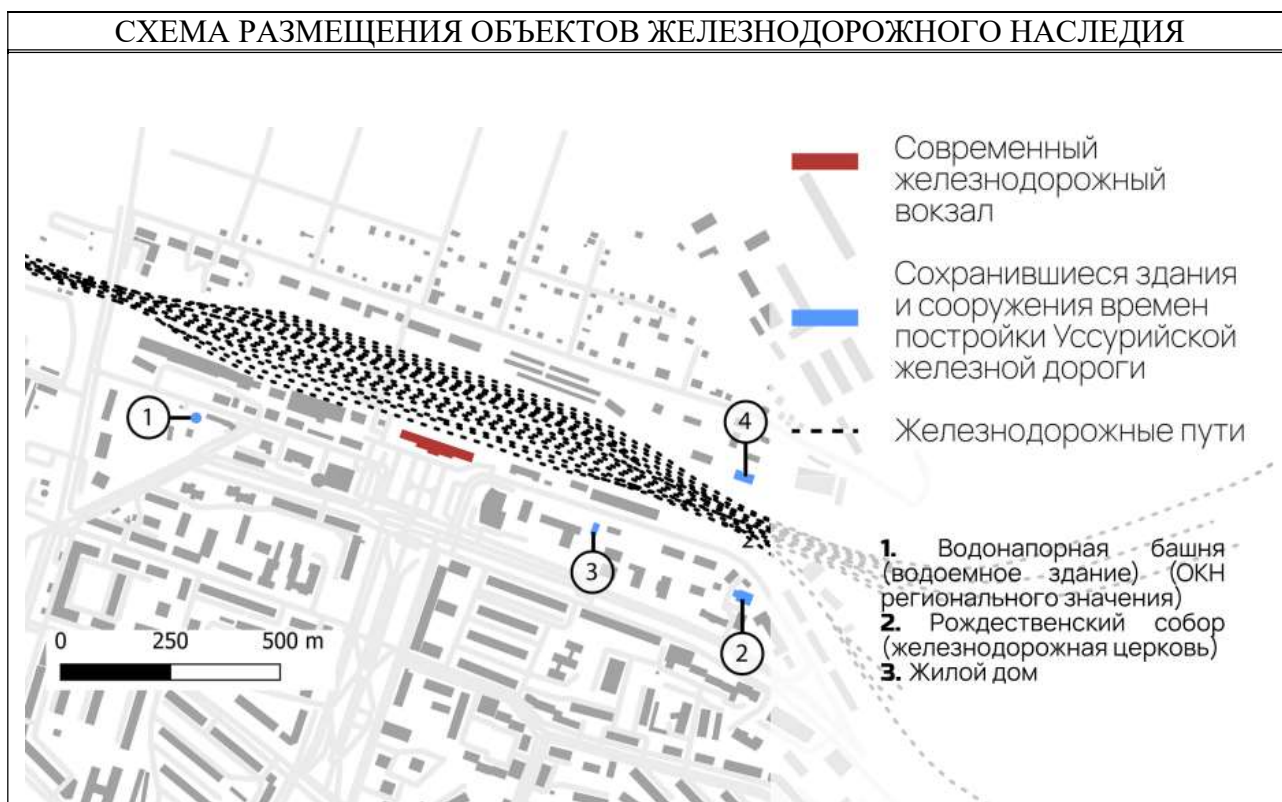 СХЕМА РАЗМЕЩЕНИЯ ОБЪЕКТОВ ЖЕЛЕЗНОДОРОЖНОГО НАСЛЕДИЯ
Современный
железнодорожный
вокзал
Сохранившиеся здания
и сооружения времен
постройки Уссурийской
железной дороги
Железнодорожные пути
1
4
2
3
2
1. Водонапорная башня
(водоемное здание) (ОКН
регионального значения)
2. Рождественский собор
(железнодорожная церковь)
3. Жилой дом
0 250 500 m